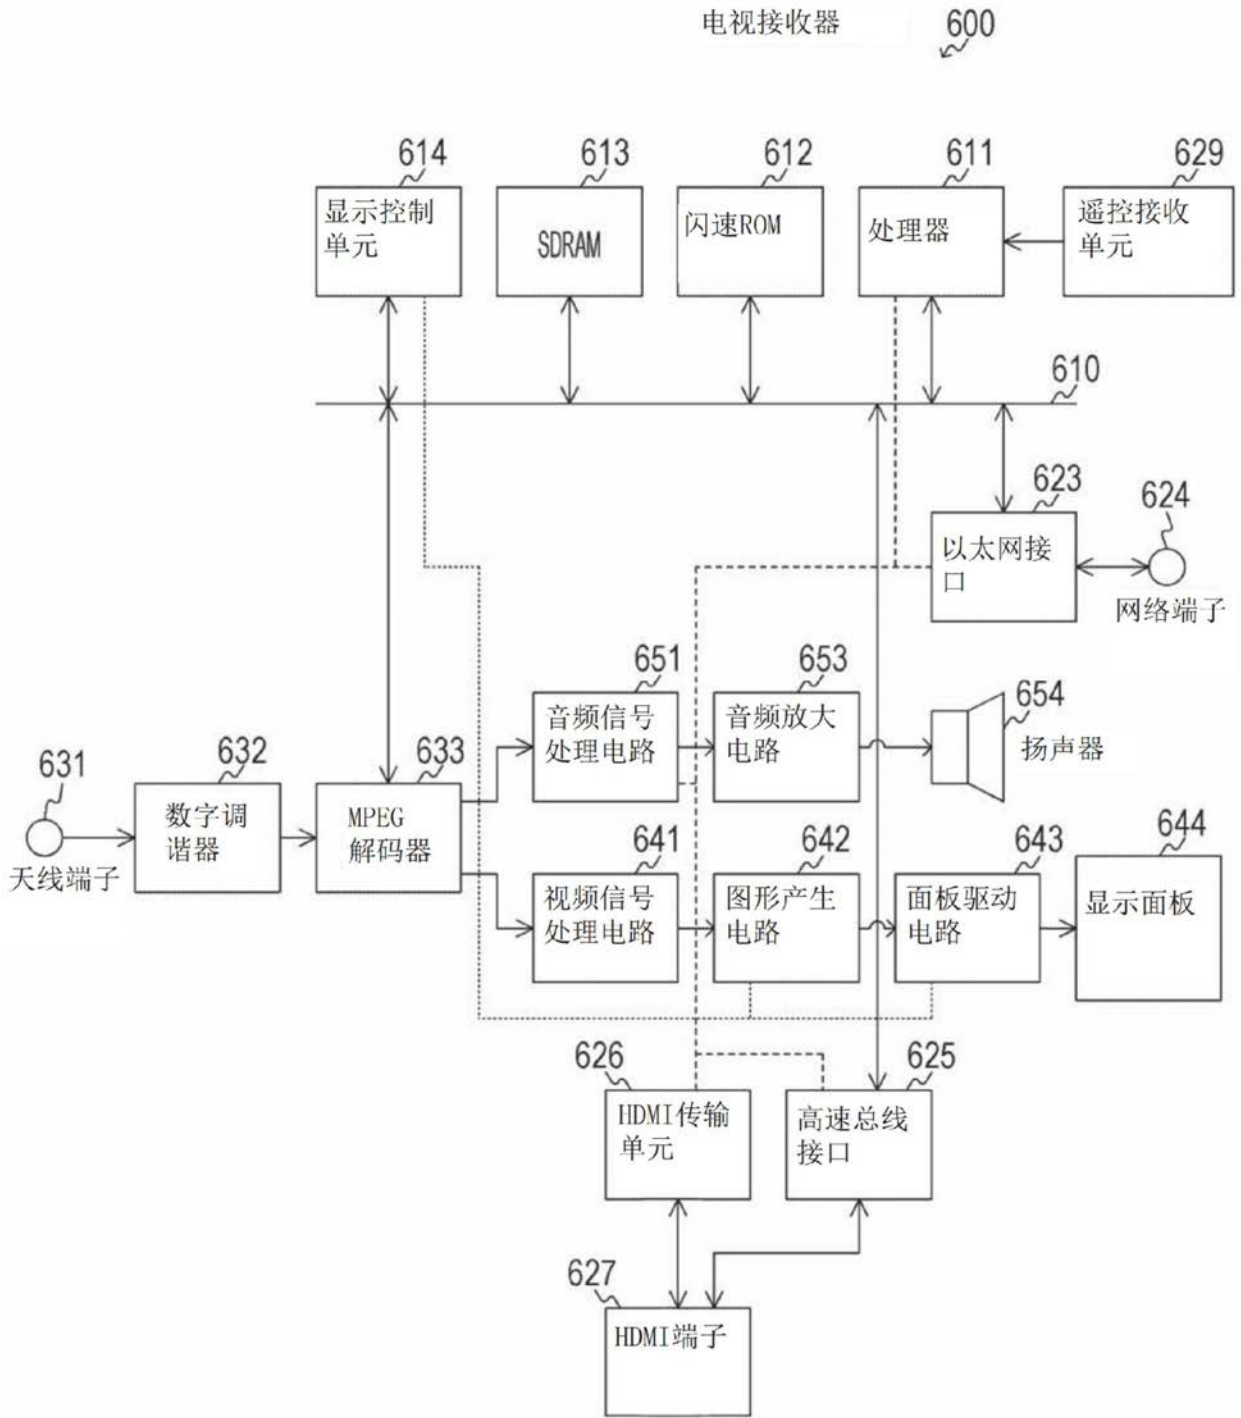 电视接收器 600
614
613
612
611
629
显示控制
单元
SDRAM
闪速ROM
处理器
遥控接收
单元
610
623
624
以太网接
口
网络端子
651
653
654
音频信号
处理电路
音频放大
电路
扬声器
631
632
633
天线端子
数字调
谐器
MPEG
解码器
641
642
643
644
视频信号
处理电路
图形产生
电路
面板驱动
电路
显示面板
626
625
HDMI传输
单元
高速总线
接口
627
HDMI端子